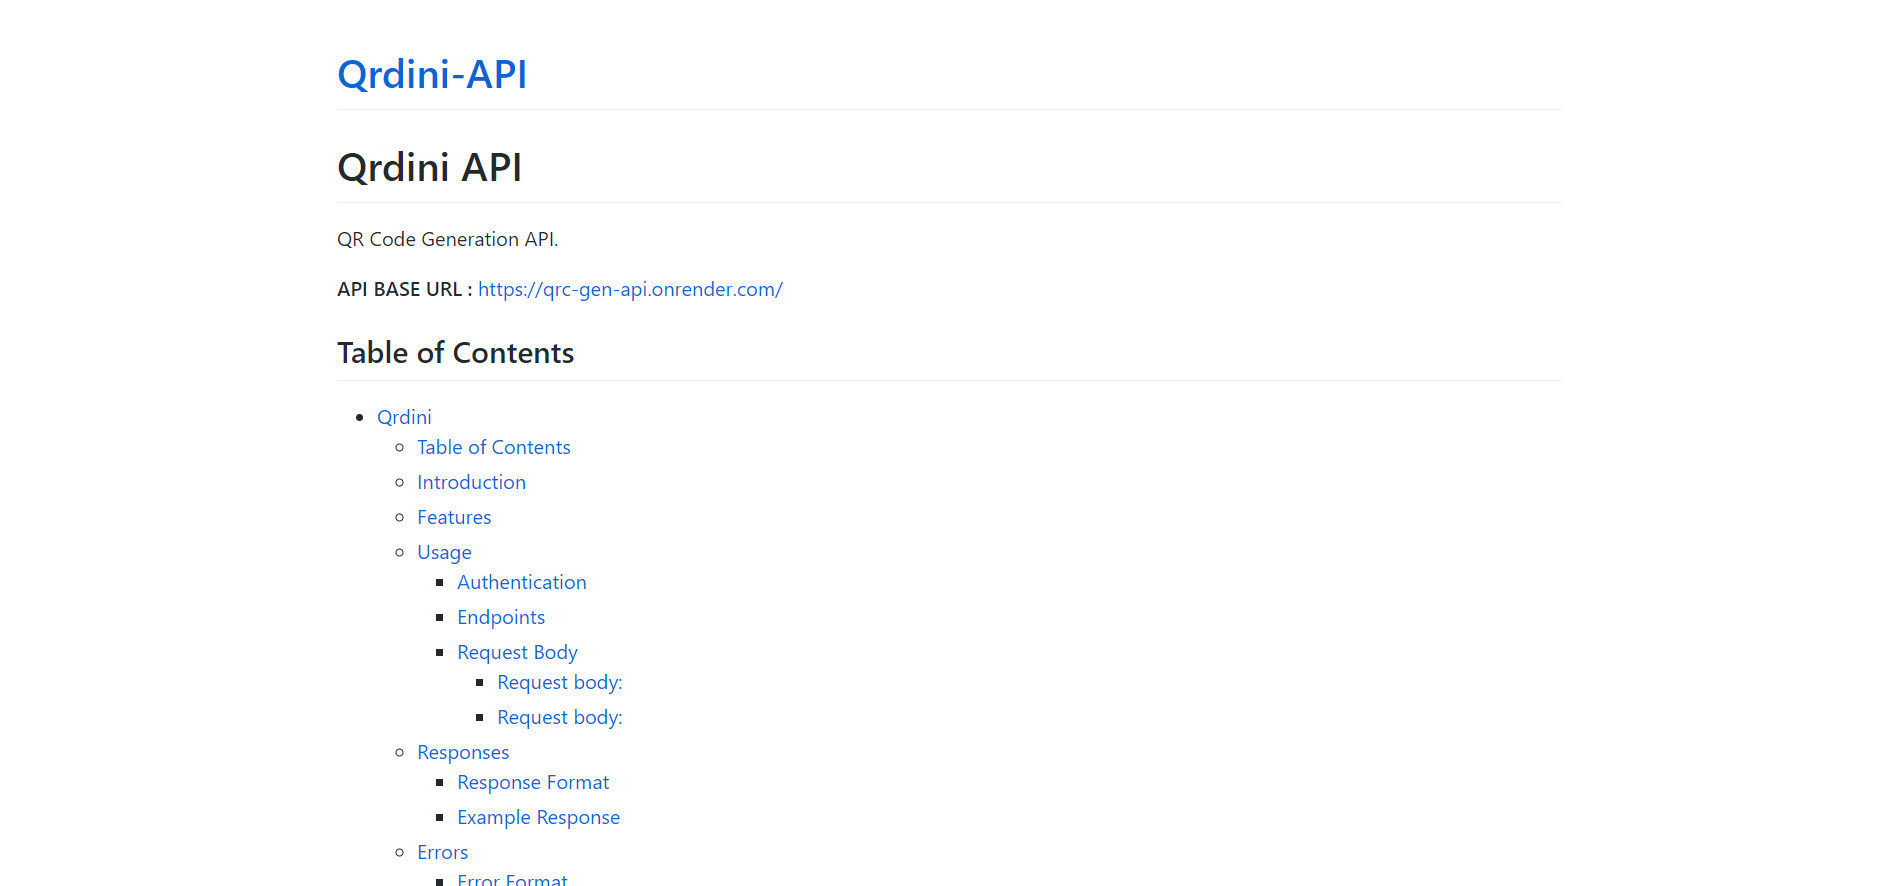 Qrdini-API
Qrdini API
QR Code Generation API.
API BASE URL : https://qrc-gen-api.onrender.com/
Table of Contents
Qrdini
Table of Contents
Introduction
Features
Usage
Authentication
Endpoints
Request Body
Request body:
Request body:
Responses
Response Format
Example Response
Errors
Error Format